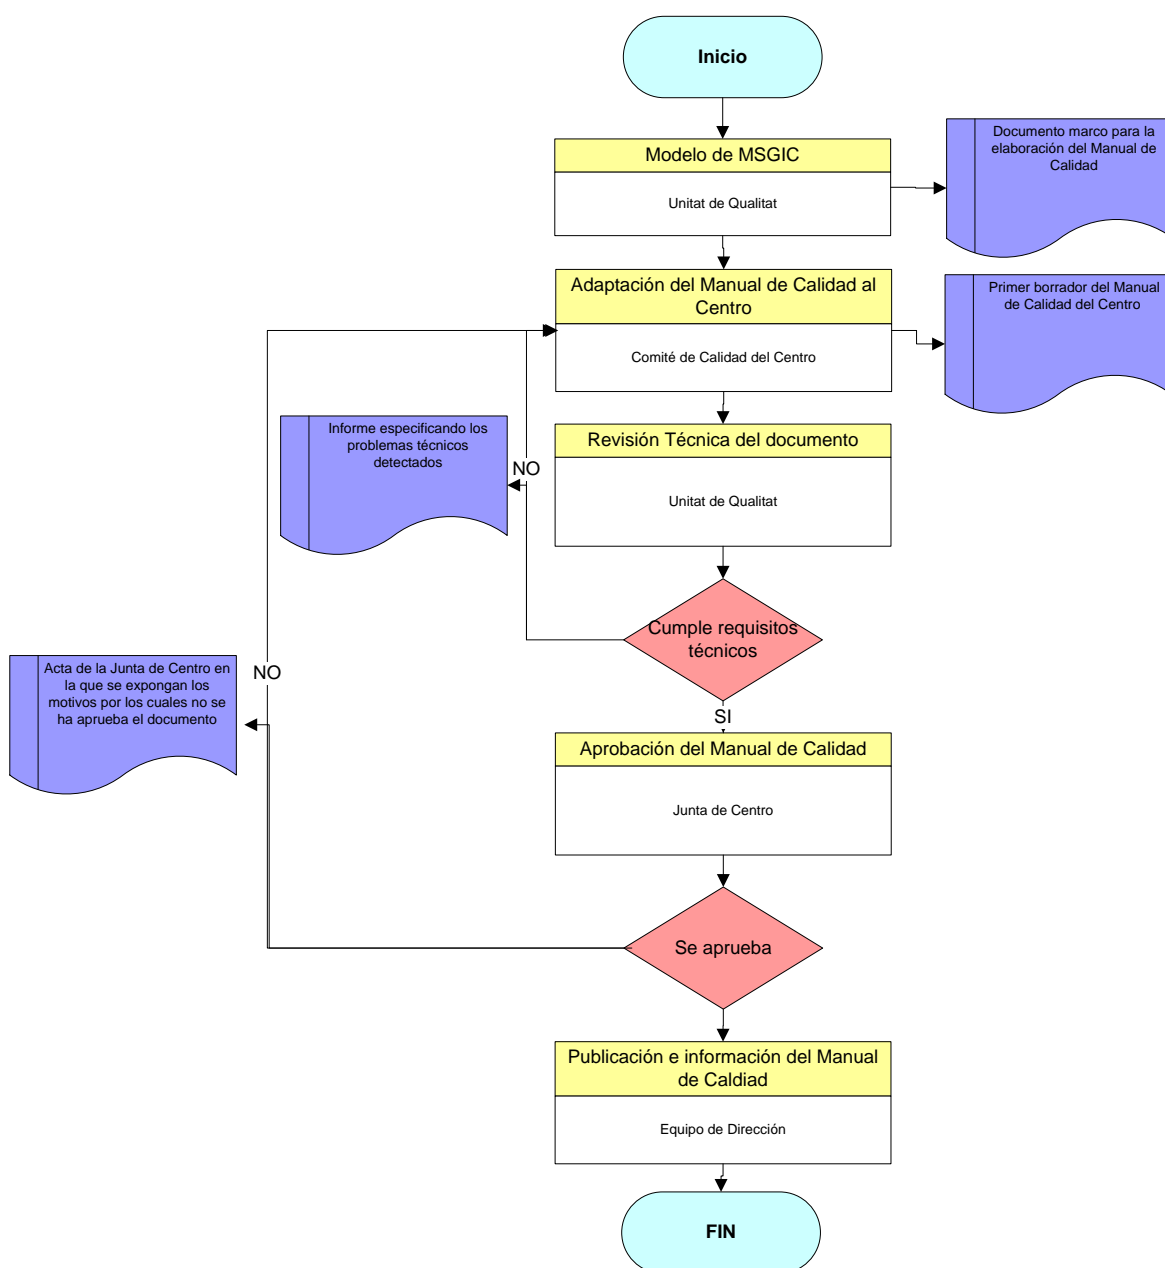 Inicio
Modelo de MSGIC
Unitat de Qualitat
Documento marco para la
elaboración del Manual de
Calidad
Adaptación del Manual de Calidad al
Centro
Comité de Calidad del Centro
Primer borrador del Manual
de Calidad del Centro
Revisión Técnica del documento
Unitat de Qualitat
Informe especificando los
problemas técnicos
detectados
NO
Cumple requisitos
técnicos
SI
Acta de la Junta de Centro en
la que se expongan los
motivos por los cuales no se
ha aprueba el documento
NO
Aprobación del Manual de Calidad
Junta de Centro
Se aprueba
Publicación e información del Manual
de Caldiad
Equipo de Dirección
FIN